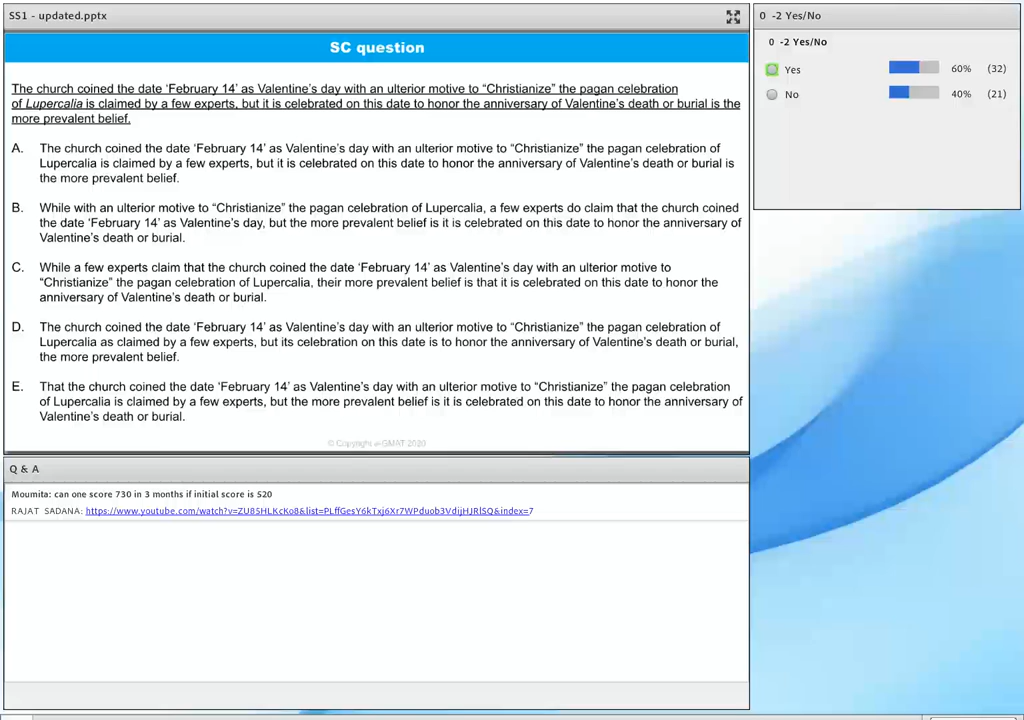 SS1 - updated.pptx
SC question
The church coined the date ‘February 14’ as Valentine’s day with an ulterior motive to “Christianize” the pagan celebration
of Lupercalia is claimed by a few experts, but it is celebrated on this date to honor the anniversary of Valentine’s death or burial is the
more prevalent belief.
A. The church coined the date ‘February 14’ as Valentine’s day with an ulterior motive to “Christianize” the pagan celebration of
Lupercalia is claimed by a few experts, but it is celebrated on this date to honor the anniversary of Valentine’s death or burial is
the more prevalent belief.
B. While with an ulterior motive to “Christianize” the pagan celebration of Lupercalia, a few experts do claim that the church coined
the date ‘February 14’ as Valentine’s day, but the more prevalent belief is it is celebrated on this date to honor the anniversary of
Valentine’s death or burial.
C. While a few experts claim that the church coined the date ‘February 14’ as Valentine’s day with an ulterior motive to
“Christianize” the pagan celebration of Lupercalia, their more prevalent belief is that it is celebrated on this date to honor the
anniversary of Valentine’s death or burial.
D. The church coined the date ‘February 14’ as Valentine’s day with an ulterior motive to “Christianize” the pagan celebration of
Lupercalia as claimed by a few experts, but its celebration on this date is to honor the anniversary of Valentine’s death or burial,
the more prevalent belief.
E. That the church coined the date ‘February 14’ as Valentine’s day with an ulterior motive to “Christianize” the pagan celebration
of Lupercalia is claimed by a few experts, but the more prevalent belief is it is celebrated on this date to honor the anniversary of
Valentine’s death or burial.
© Copyright e-GMAT 2020
Q & A
Moumita: can one score 730 in 3 months if initial score is 520
RAJAT SADANA: https://www.youtube.com/watch?v=ZU85HLKcKo8&list=PLffGesY6kTxj6Xr7WPduob3VdijHJRlSQ&index=7
0 -2 Yes/No
0 -2 Yes/No
Yes 60% (32)
No 40% (21)